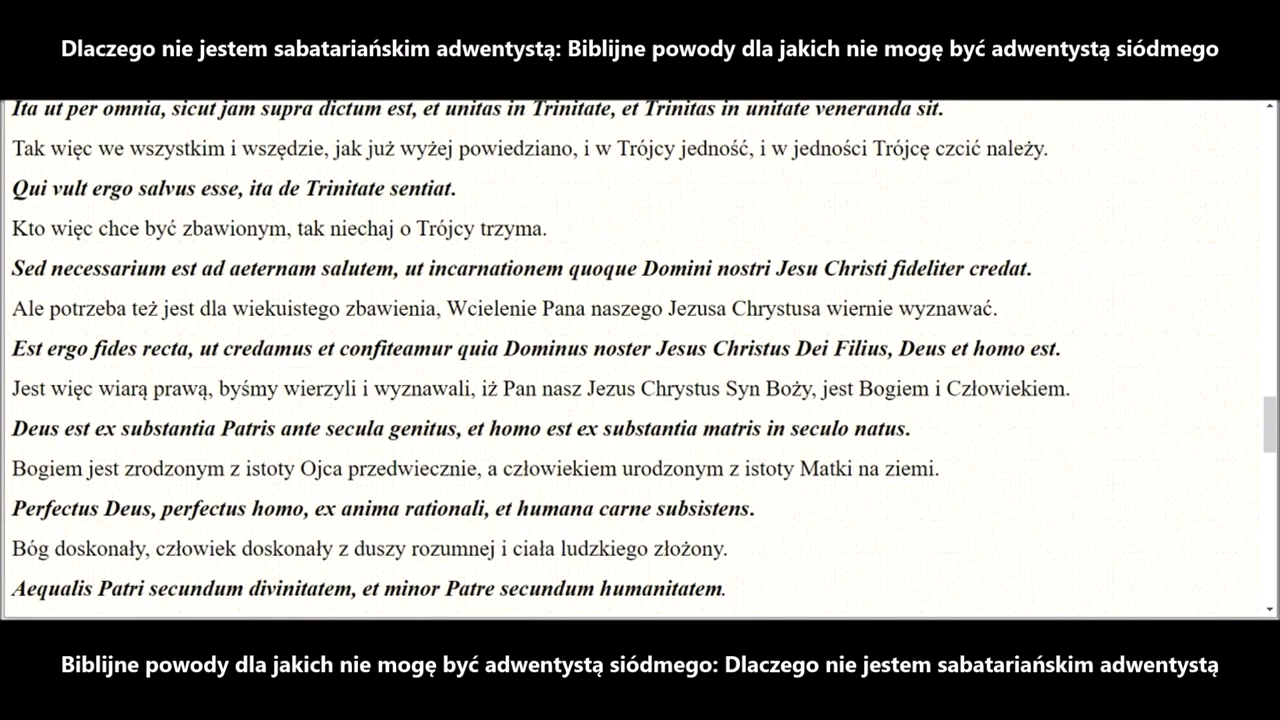 Dlaczego nie jestem sabatariańskim adwentystą: Biblijne powody dla jakich nie mogę być adwentystą siódmego
Ita ut per omnia, sicut jam supra dictum est, et unitas in Trinitate, et Trinitas in unitate veneranda sit.
Tak więc we wszystkim i wszędzie, jak już wyżej powiedziano, i w Trójcy jedność, i w jedności Trójcę czcić należy.
Qui vult ergo salvus esse, ita de Trinitate sentiat.
Kto więc chce być zbawionym, tak niechaj o Trójcy trzyma.
Sed necessarium est ad aeternam salutem, ut incarnationem quoque Domini nostri Jesu Christi fideliter credat.
Ale potrzeba też jest dla wiekuistego zbawienia, Wcielenie Pana naszego Jezusa Chrystusa wiernie wyznawać.
Est ergo fides recta, ut credamus et confiteamur quia Dominus noster Jesus Christus Dei Filius, Deus et homo est.
Jest więc wiarą prawą, byśmy wierzyli i wyznawali, iż Pan nasz Jezus Chrystus Syn Boży, jest Bogiem i Człowiekiem.
Deus est ex substantia Patris ante secula genitus, et homo est ex substantia matris in seculo natus.
Bogiem jest zrodzonym z istoty Ojca przedwiecznie, a człowiekiem urodzonym z istoty Matki na ziemi.
Perfectus Deus, perfectus homo, ex anima rationali, et humana carne subsistens.
Bóg doskonały, człowiek doskonały z duszy rozumnej i ciała ludzkiego złożony.
Aequalis Patri secundum divinitatem, et minor Patre secundum humanitatem.
Biblijne powody dla jakich nie mogę być adwentystą siódmego: Dlaczego nie jestem sabatariańskim adwentystą